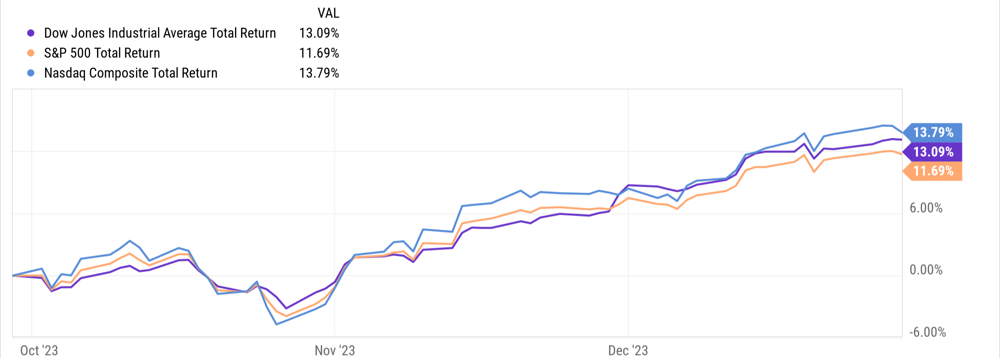 VAL
Dow Jones Industrial Average Total Return 13.09%
S&P 500 Total Return 11.69%
Nasdaq Composite Total Return 13.79%
13.79%
13.09%
11.69%
6.00%
0.00%
-6.00%
Oct '23 Nov '23 Dec '23